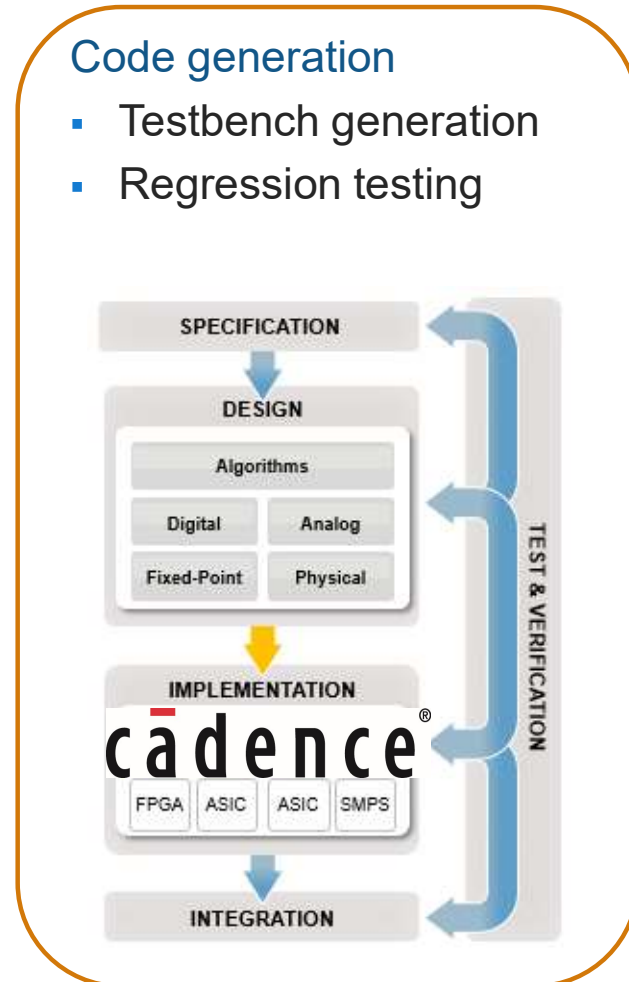 Code generation
▪ Testbench generation
▪ Regression testing
SPECIFICATION
DESIGN
Algorithms
Digital
Analog
Fixed-Point
Physical
IMPLEMENTATION
cādence®
FPGA
ASIC
ASIC
SMPS
INTEGRATION
TEST & VERIFICATION